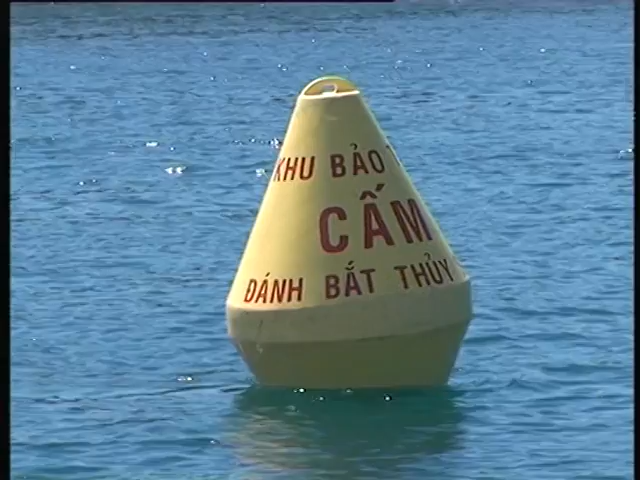 KHU BẢO
CẤM
ĐÁNH BẮT THỦY